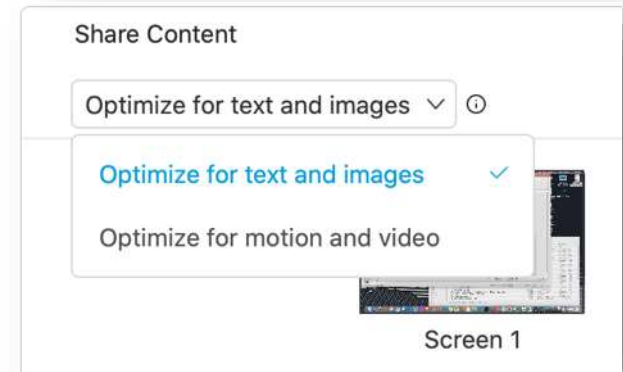 Share Content
Optimize for text and images
Optimize for text and images
Optimize for motion and video
Screen 1